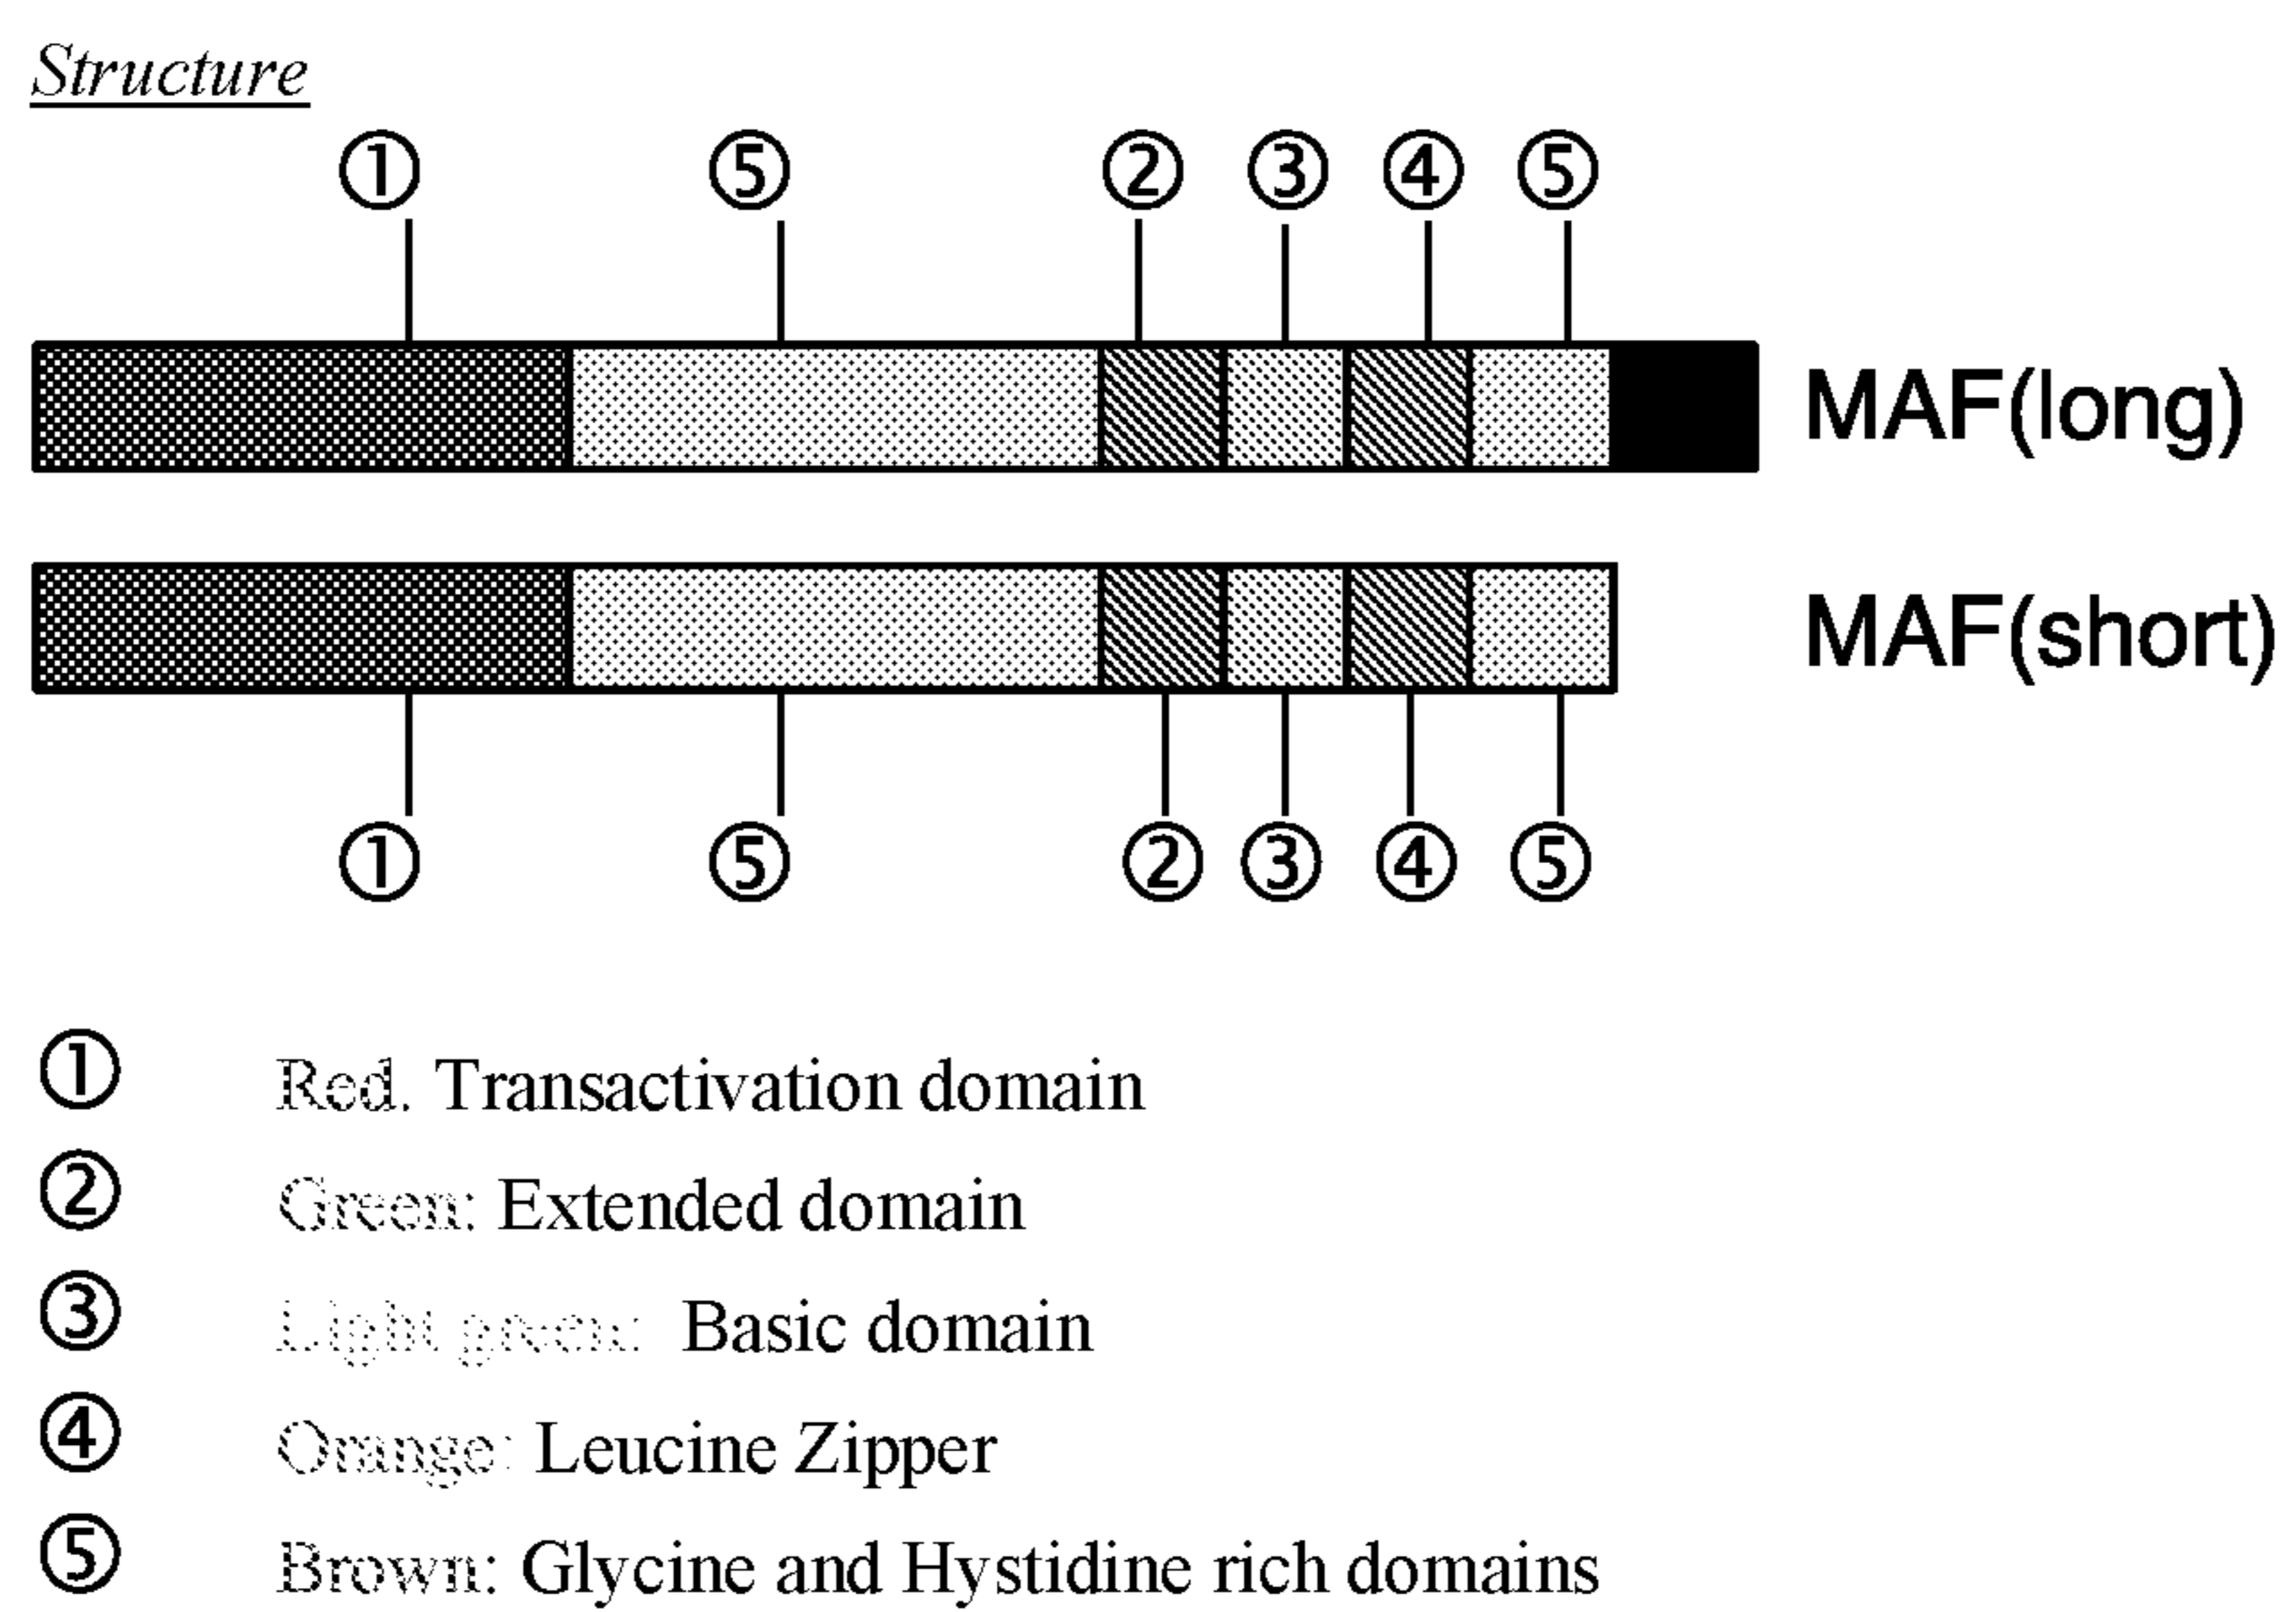 Structure
① ⑤ ② ③ ④ ⑤
MAF(long)
MAF(short)
① ⑤ ② ③ ④ ⑤
① Red. Transactivation domain
② Green: Extended domain
③ Light green: Basic domain
④ Orange: Leucine Zipper
⑤ Brown: Glycine and Hystidine rich domains